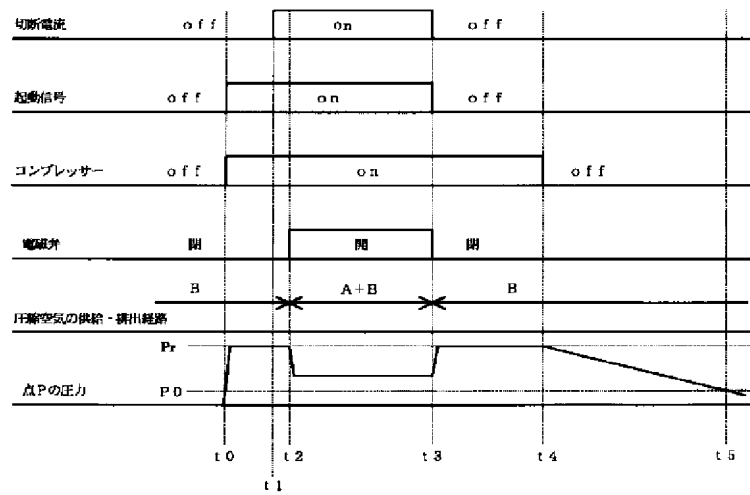 切断電流 off on off
起動信号 off on off
コンプレッサー off on off
電磁弁 閉 開 閉
B A+B B
圧縮空気の供給・排出経路
Pr
点Pの圧力 P0
t0 t2 t3 t4 t5
t1